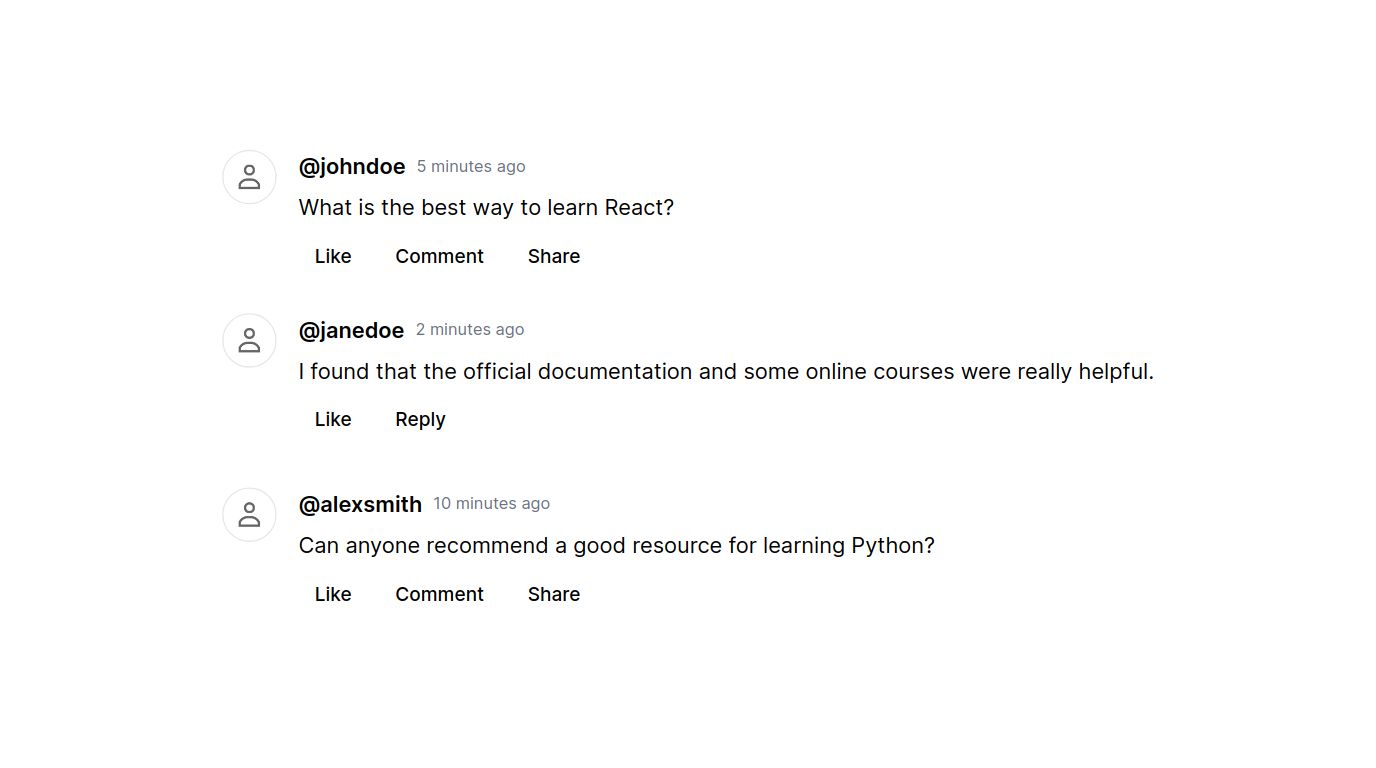 @johndoe 5 minutes ago
What is the best way to learn React?
Like Comment Share
@janedoe 2 minutes ago
I found that the official documentation and some online courses were really helpful.
Like Reply
@alexsmith 10 minutes ago
Can anyone recommend a good resource for learning Python?
Like Comment Share